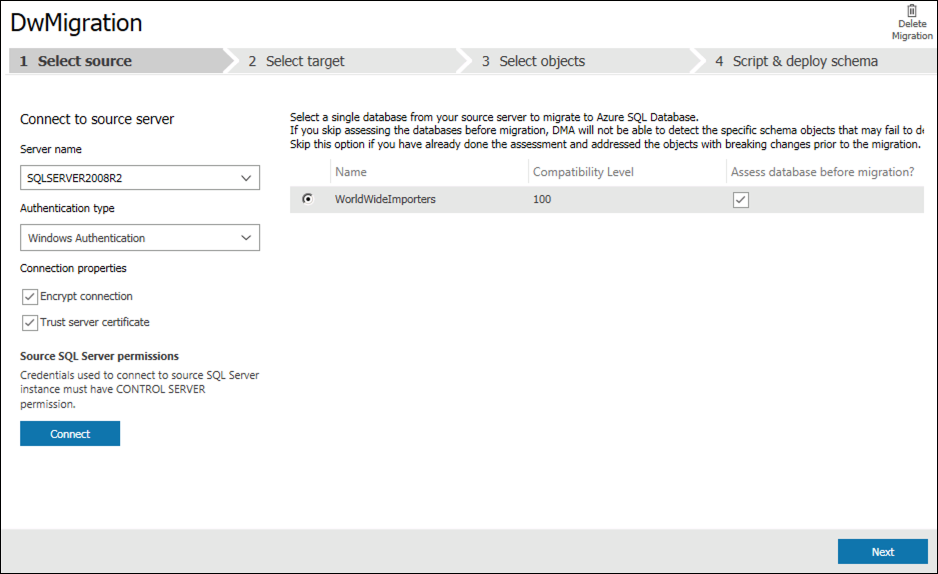 DwMigration
Delete
Migration
1 Select source
2 Select target
3 Select objects
4 Script & deploy schema
Connect to source server
Server name
SQLSERVER2008R2
Authentication type
Windows Authentication
Connection properties
Encrypt connection
Trust server certificate
Source SQL Server permissions
Credentials used to connect to source SQL Server
instance must have CONTROL SERVER
permission.
Connect
Select a single database from your source server to migrate to Azure SQL Database.
If you skip assessing the databases before migration, DMA will not be able to detect the specific schema objects that may fail to de
Skip this option if you have already done the assessment and addressed the objects with breaking changes prior to the migration.
Name Compatibility Level Assess database before migration?
WorldWideImporters 100
Next